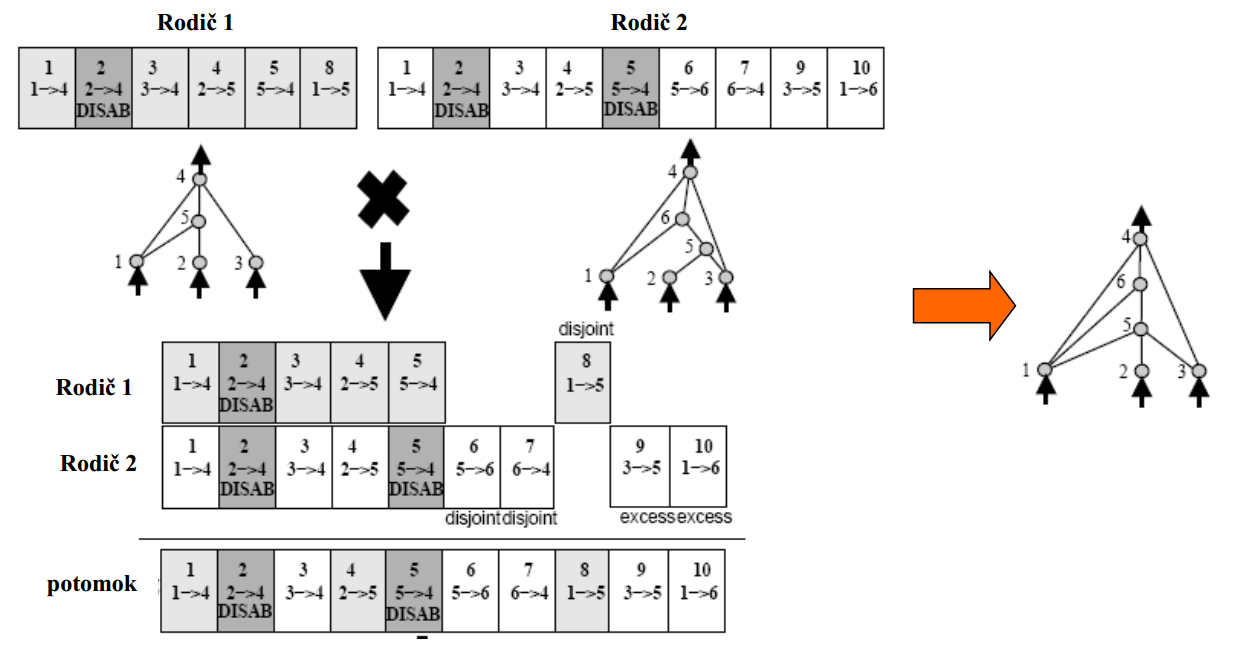 Rodič 1
Rodič 2
1 2 3 4 5 8
1->4 2->4 3->4 2->5 5->4 1->5
DISAB
1 2 3 4 5 6 7 9 10
1->4 2->4 3->4 2->5 5->4 5->6 6->4 3->5 1->6
DISAB DISAB
4
5
1 2 3
4
6
5
1 2 3
4
6
5
1 2 3
disjoint
Rodič 1
1 2 3 4 5 8
1->4 2->4 3->4 2->5 5->4 1->5
DISAB
Rodič 2
1 2 3 4 5 6 7 9 10
1->4 2->4 3->4 2->5 5->4 5->6 6->4 3->5 1->6
DISAB DISAB
disjoint disjoint excess excess
potomok
1 2 3 4 5 6 7 8 9 10
1->4 2->4 3->4 2->5 5->4 5->6 6->4 1->5 3->5 1->6
DISAB DISAB